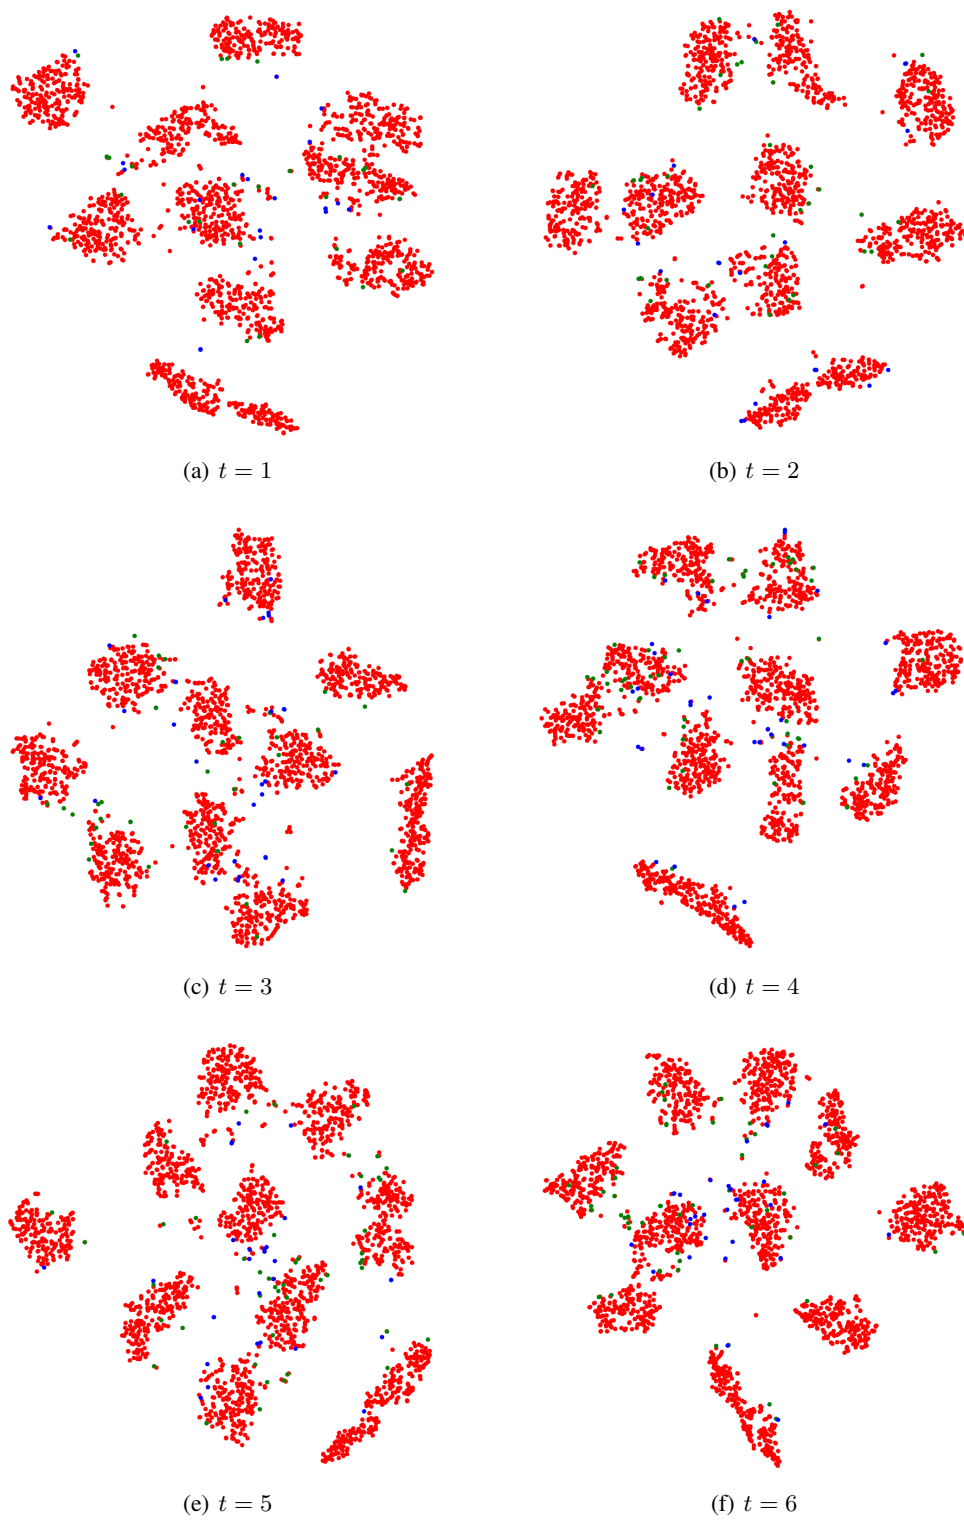 (a) t = 1
(b) t = 2
(c) t = 3
(d) t = 4
(e) t = 5
(f) t = 6